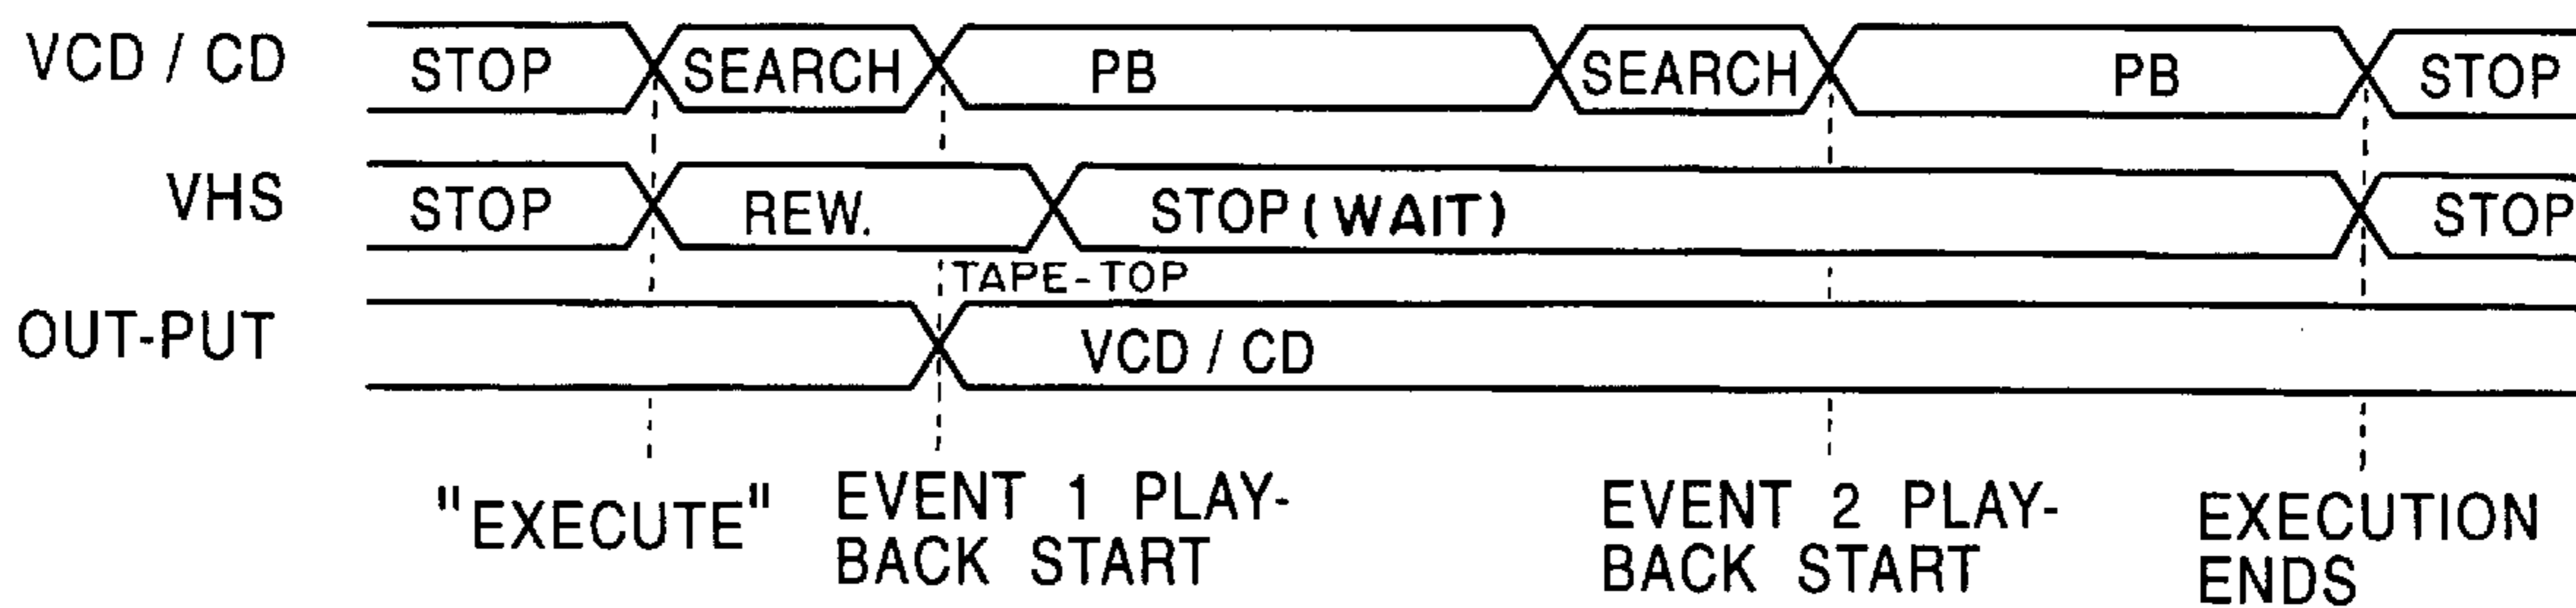 VCD / CD STOP SEARCH PB SEARCH PB STOP
VHS STOP REW. STOP (WAIT) STOP
TAPE-TOP
OUT-PUT VCD / CD
"EXECUTE" EVENT 1 PLAY- EVENT 2 PLAY- EXECUTION
BACK START BACK START ENDS